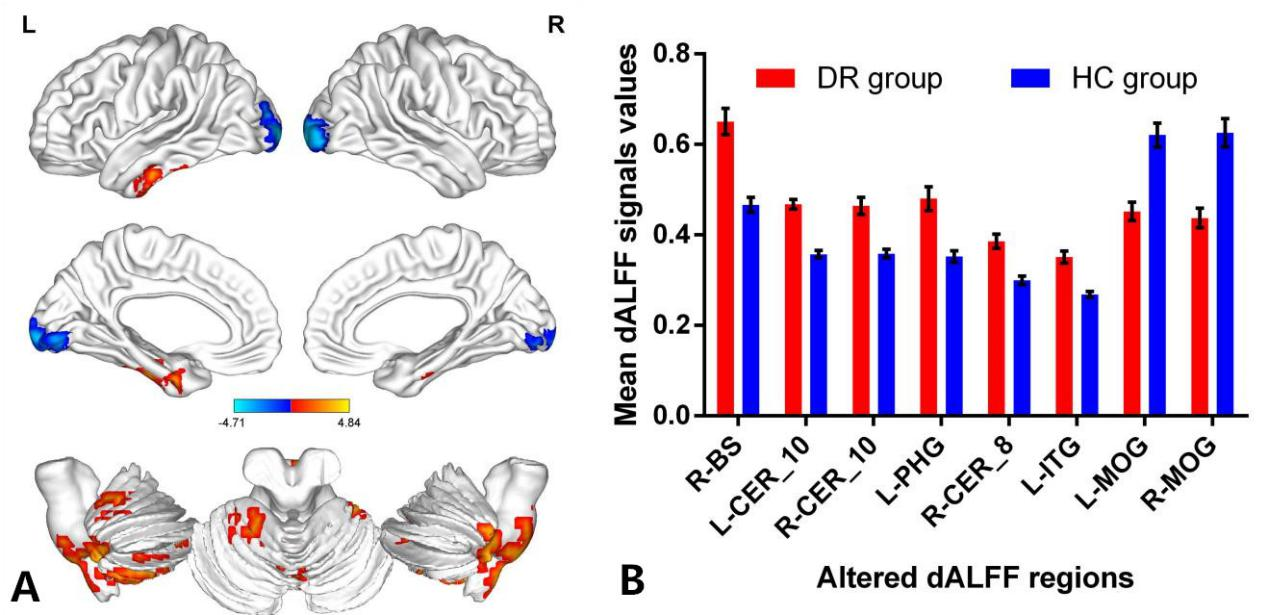 L
R
-4.71
4.84
A
Mean dALFF signals values
0.8
0.6
0.4
0.2
0.0
DR group
HC group
R-BS
L-CER_10
R-CER_10
L-PHG
R-CER_8
L-ITG
L-MOG
R-MOG
B
Altered dALFF regions